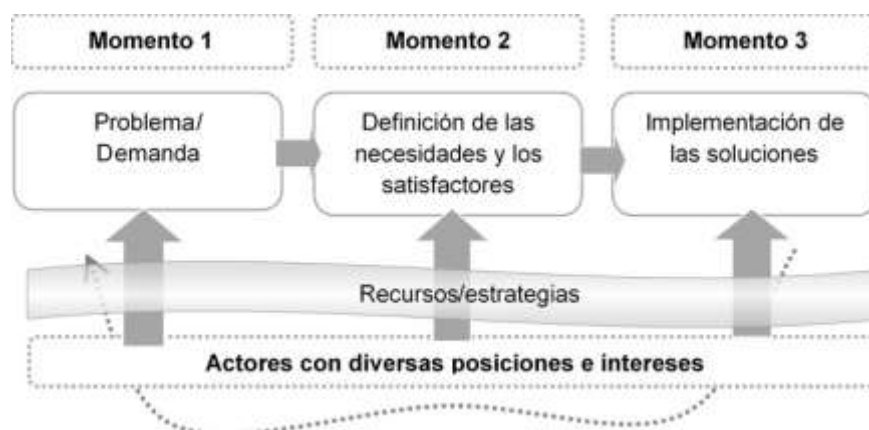 Momento 1
Momento 2
Momento 3
Problema/
Demanda
Definición de las
necesidades y los
satisfactores
Implementación de
las soluciones
Recursos/estrategias
Actores con diversas posiciones e intereses